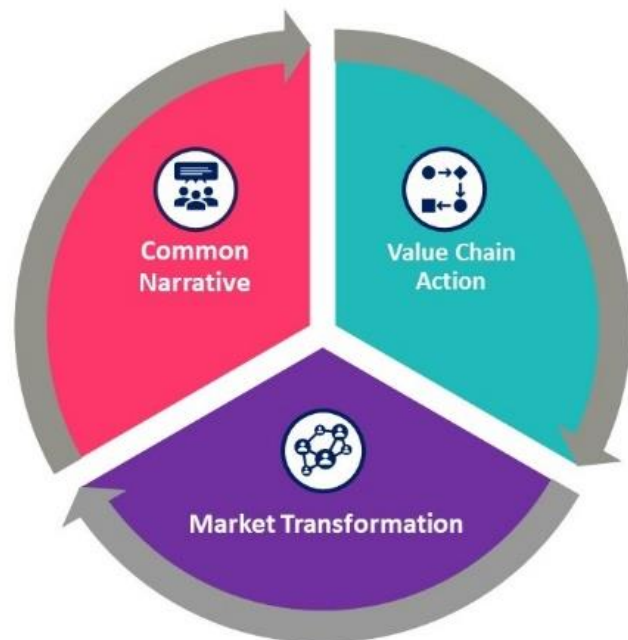 Common
Narrative
Value Chain
Action
Market Transformation